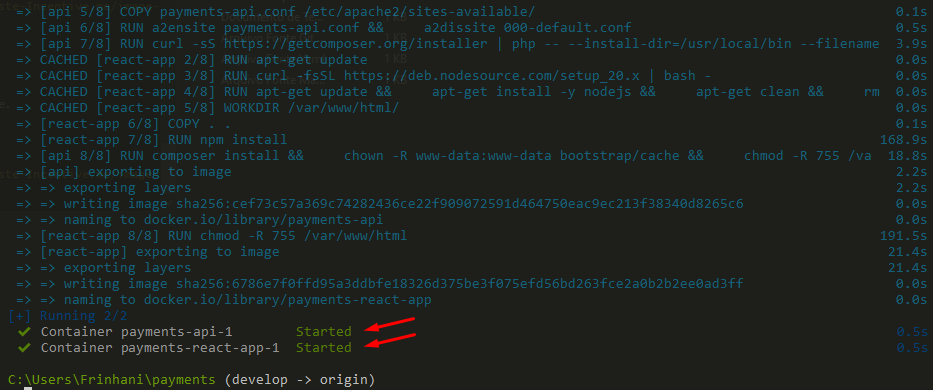 => [api 5/8] COPY payments-api.conf /etc/apache2/sites-available/ 0.1s
=> [api 6/8] RUN a2ensite payments-api.conf && a2dissite 000-default.conf 0.5s
=> [api 7/8] RUN curl -sS https://getcomposer.org/installer | php -- --install-dir=/usr/local/bin --filename 3.9s
=> CACHED [react-app 2/8] RUN apt-get update 0.0s
=> CACHED [react-app 3/8] RUN curl -fsSL https://deb.nodesource.com/setup_20.x | bash - 0.0s
=> CACHED [react-app 4/8] RUN apt-get update && apt-get install -y nodejs && apt-get clean && rm 0.0s
=> CACHED [react-app 5/8] WORKDIR /var/www/html/ 0.0s
=> [react-app 6/8] COPY . . 0.1s
=> [react-app 7/8] RUN npm install 168.9s
=> [api 8/8] RUN composer install && chown -R www-data:www-data bootstrap/cache && chmod -R 755 /va 18.8s
=> [api] exporting to image 2.2s
=> => exporting layers 2.2s
=> => writing image sha256:cef73c57a369c74282436ce22f909072591d464750eac9ec213f38340d8265c6 0.0s
=> => naming to docker.io/library/payments-api 0.0s
=> [react-app 8/8] RUN chmod -R 755 /var/www/html 191.5s
=> [react-app] exporting to image 21.4s
=> => exporting layers 21.4s
=> => writing image sha256:6786e7f0ffd95a3ddbfe18326d375be3f075efd56bd263fce2a0b2b2ee0ad3ff 0.0s
=> => naming to docker.io/library/payments-react-app 0.0s
[+] Running 2/2
✔ Container payments-api-1 Started 0.5s
✔ Container payments-react-app-1 Started 0.5s
C:\Users\Frinhani\payments (develop -> origin)